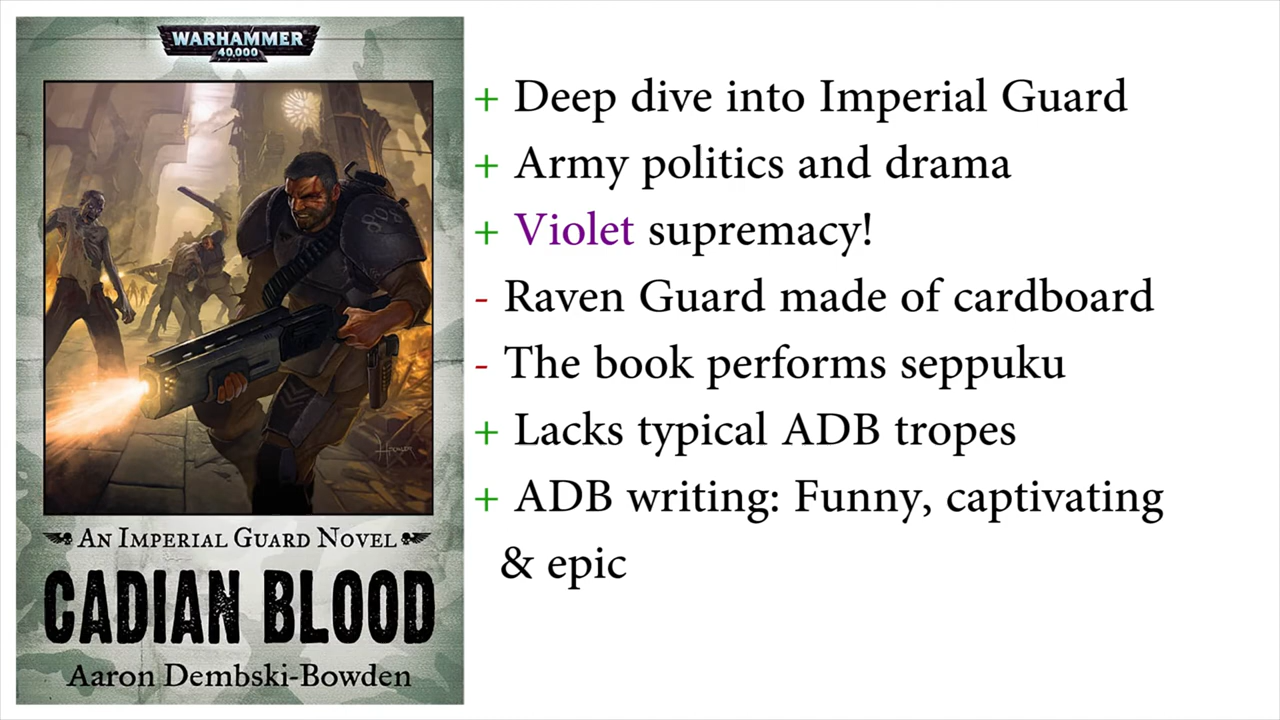 WARHAMMER
40,000
808
AN IMPERIAL GUARD NOVEL
CADIAN BLOOD
Aaron Dembski-Bowden
+ Deep dive into Imperial Guard
+ Army politics and drama
+ Violet supremacy!
- Raven Guard made of cardboard
- The book performs seppuku
+ Lacks typical ADB tropes
+ ADB writing: Funny, captivating
& epic